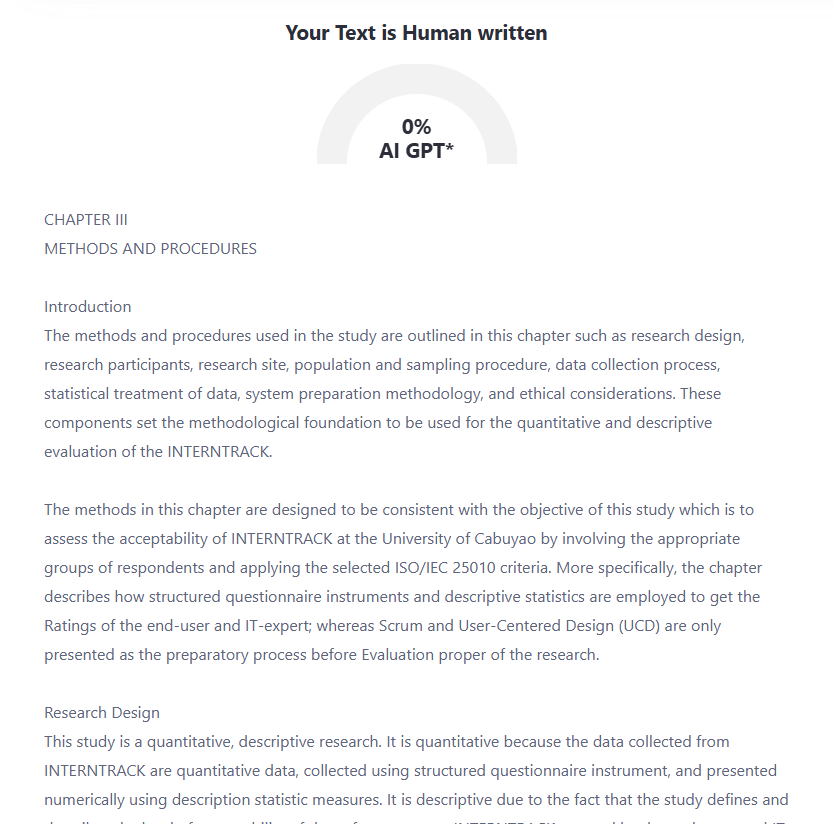 Your Text is Human written
0%
AI GPT*
CHAPTER III
METHODS AND PROCEDURES
Introduction
The methods and procedures used in the study are outlined in this chapter such as research design,
research participants, research site, population and sampling procedure, data collection process,
statistical treatment of data, system preparation methodology, and ethical considerations. These
components set the methodological foundation to be used for the quantitative and descriptive
evaluation of the INTERNTRACK.
The methods in this chapter are designed to be consistent with the objective of this study which is to
assess the acceptability of INTERNTRACK at the University of Cabuyao by involving the appropriate
groups of respondents and applying the selected ISO/IEC 25010 criteria. More specifically, the chapter
describes how structured questionnaire instruments and descriptive statistics are employed to get the
Ratings of the end-user and IT-expert; whereas Scrum and User-Centered Design (UCD) are only
presented as the preparatory process before Evaluation proper of the research.
Research Design
This study is a quantitative, descriptive research. It is quantitative because the data collected from
INTERNTRACK are quantitative data, collected using structured questionnaire instrument, and presented
numerically using description statistic measures. It is descriptive due to the fact that the study defines and